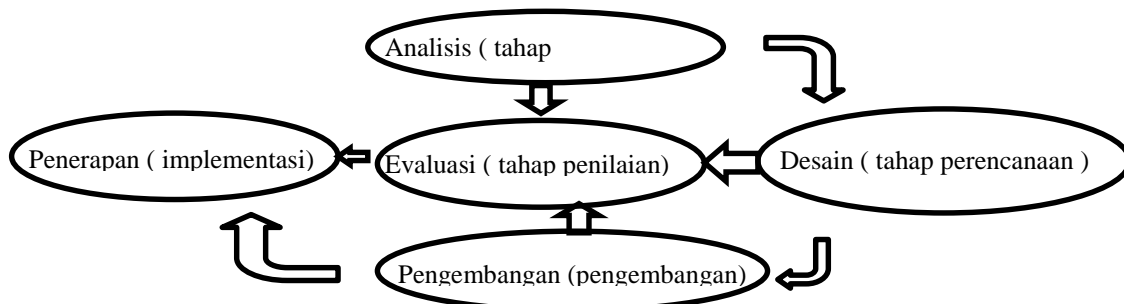 Analisis ( tahap
Penerapan ( implementasi)
Evaluasi ( tahap penilaian)
Desain ( tahap perencanaan )
Pengembangan (pengembangan)